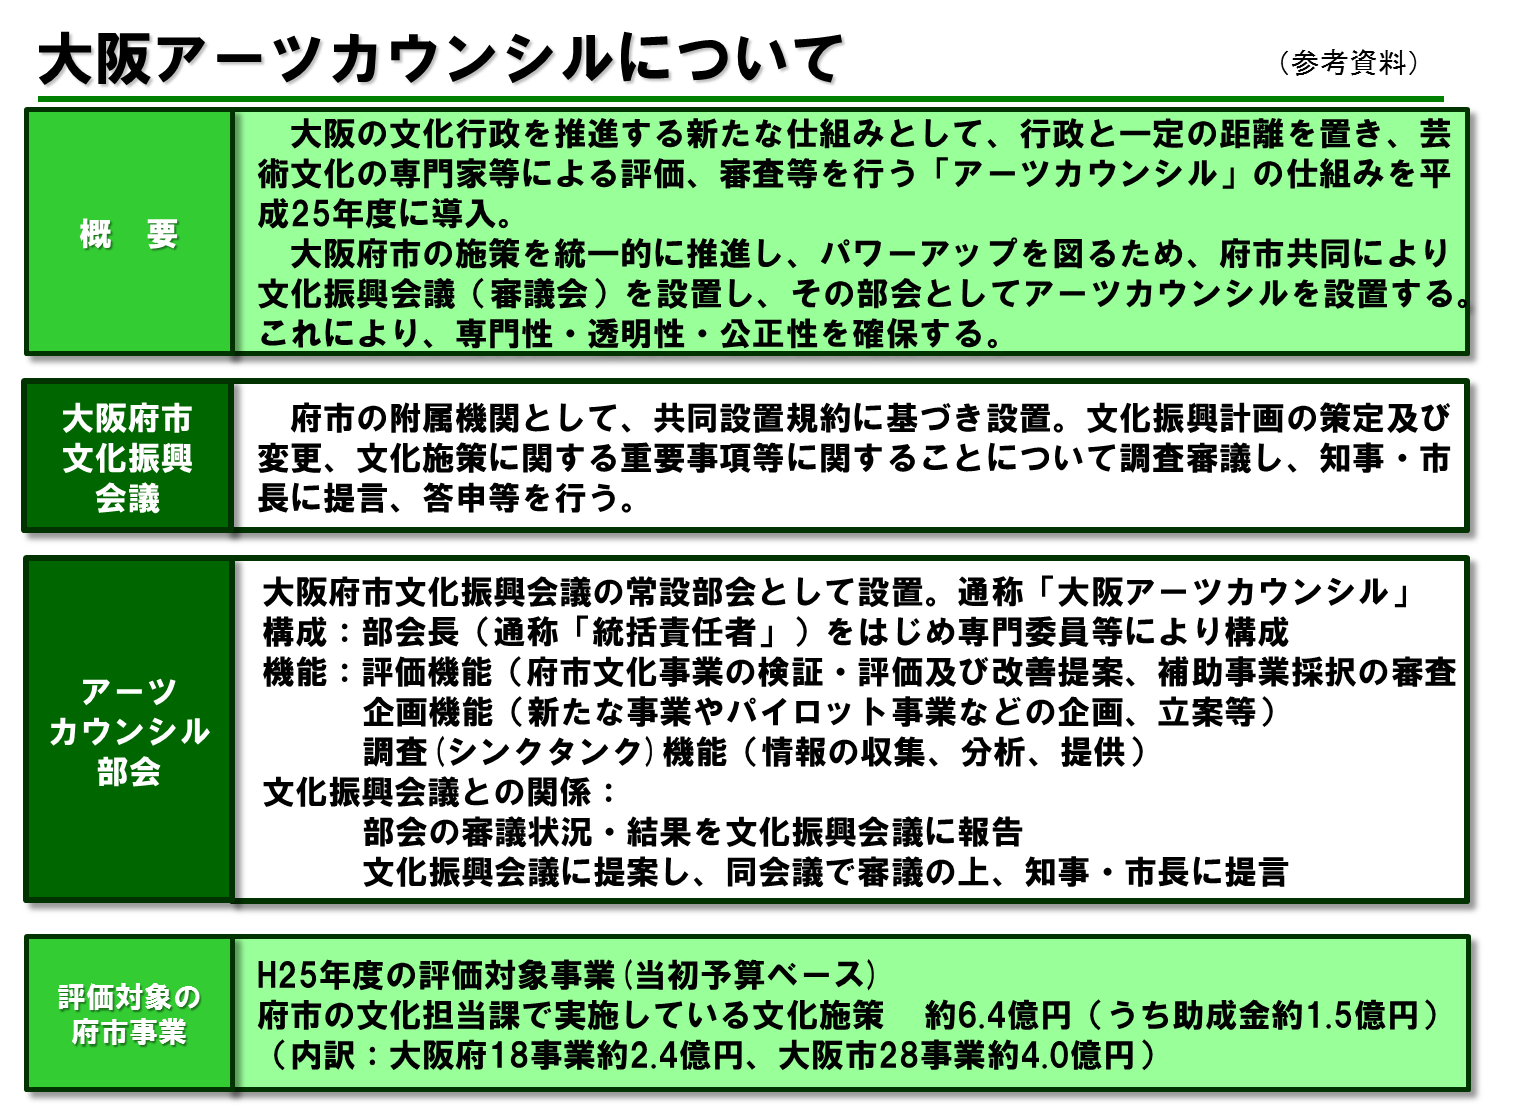 大阪アーツカウンシルについて
（参考資料）
概　要
　大阪の文化行政を推進する新たな仕組みとして、行政と一定の距離を置き、芸
術文化の専門家等による評価、審査等を行う「アーツカウンシル」の仕組みを平
成25年度に導入。
　大阪府市の施策を統一的に推進し、パワーアップを図るため、府市共同により
文化振興会議（審議会）を設置し、その部会としてアーツカウンシルを設置する。
これにより、専門性・透明性・公正性を確保する。
大阪府市
文化振興
会議
　府市の附属機関として、共同設置規約に基づき設置。文化振興計画の策定及び
変更、文化施策に関する重要事項等に関することについて調査審議し、知事・市
長に提言、答申等を行う。
アーツ
カウンシル
部会
大阪府市文化振興会議の常設部会として設置。通称「大阪アーツカウンシル」
構成：部会長（通称「統括責任者」）をはじめ専門委員等により構成
機能：評価機能（府市文化事業の検証・評価及び改善提案、補助事業採択の審査
企画機能（新たな事業やパイロット事業などの企画、立案等）
調査(シンクタンク)機能（情報の収集、分析、提供）
文化振興会議との関係：
部会の審議状況・結果を文化振興会議に報告
文化振興会議に提案し、同会議で審議の上、知事・市長に提言
評価対象の
府市事業
H25年度の評価対象事業(当初予算ベース)
府市の文化担当課で実施している文化施策　約6.4億円（うち助成金約1.5億円）
（内訳：大阪府18事業約2.4億円、大阪市28事業約4.0億円）